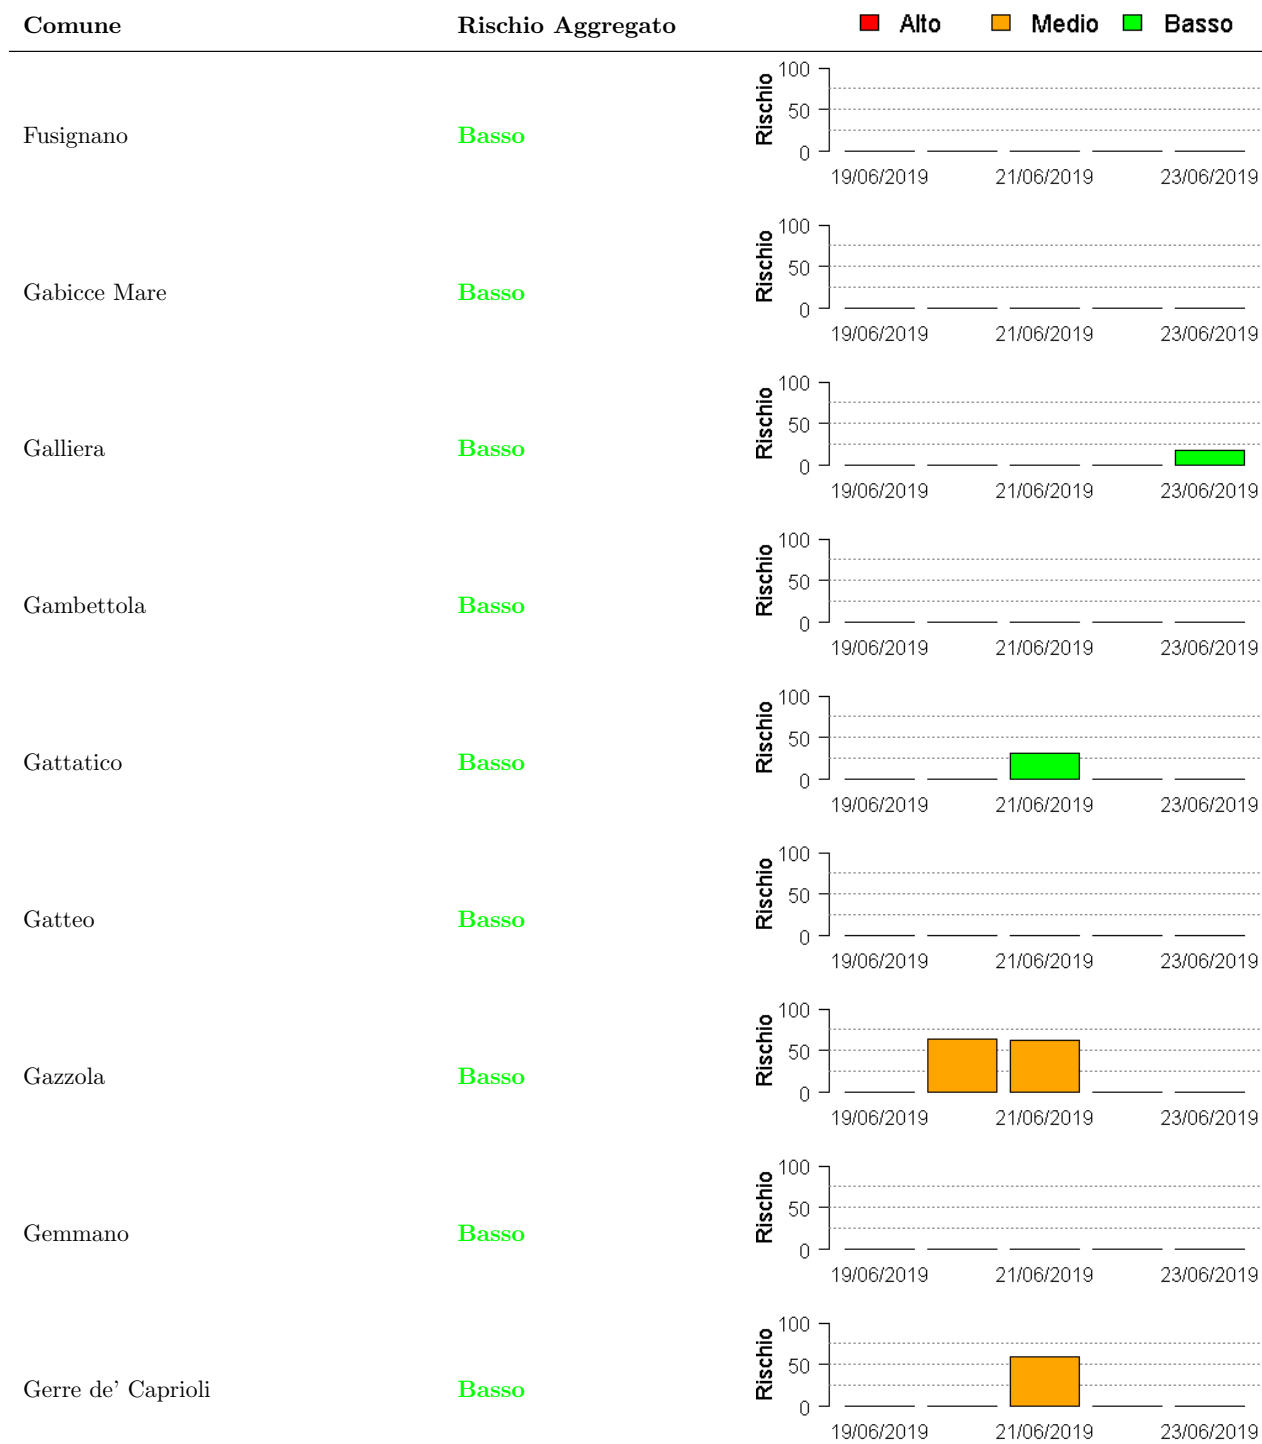 Comune Rischio Aggregato Alto Medio Basso
Fusignano Basso
Rischio
100
50
0
19/06/2019 21/06/2019 23/06/2019
Gabicce Mare Basso
Rischio
100
50
0
19/06/2019 21/06/2019 23/06/2019
Galliera Basso
Rischio
100
50
0
19/06/2019 21/06/2019 23/06/2019
Gambettola Basso
Rischio
100
50
0
19/06/2019 21/06/2019 23/06/2019
Gattatico Basso
Rischio
100
50
0
19/06/2019 21/06/2019 23/06/2019
Gatteo Basso
Rischio
100
50
0
19/06/2019 21/06/2019 23/06/2019
Gazzola Basso
Rischio
100
50
0
19/06/2019 21/06/2019 23/06/2019
Gemmano Basso
Rischio
100
50
0
19/06/2019 21/06/2019 23/06/2019
Gerre de' Caprioli Basso
Rischio
100
50
0
19/06/2019 21/06/2019 23/06/2019